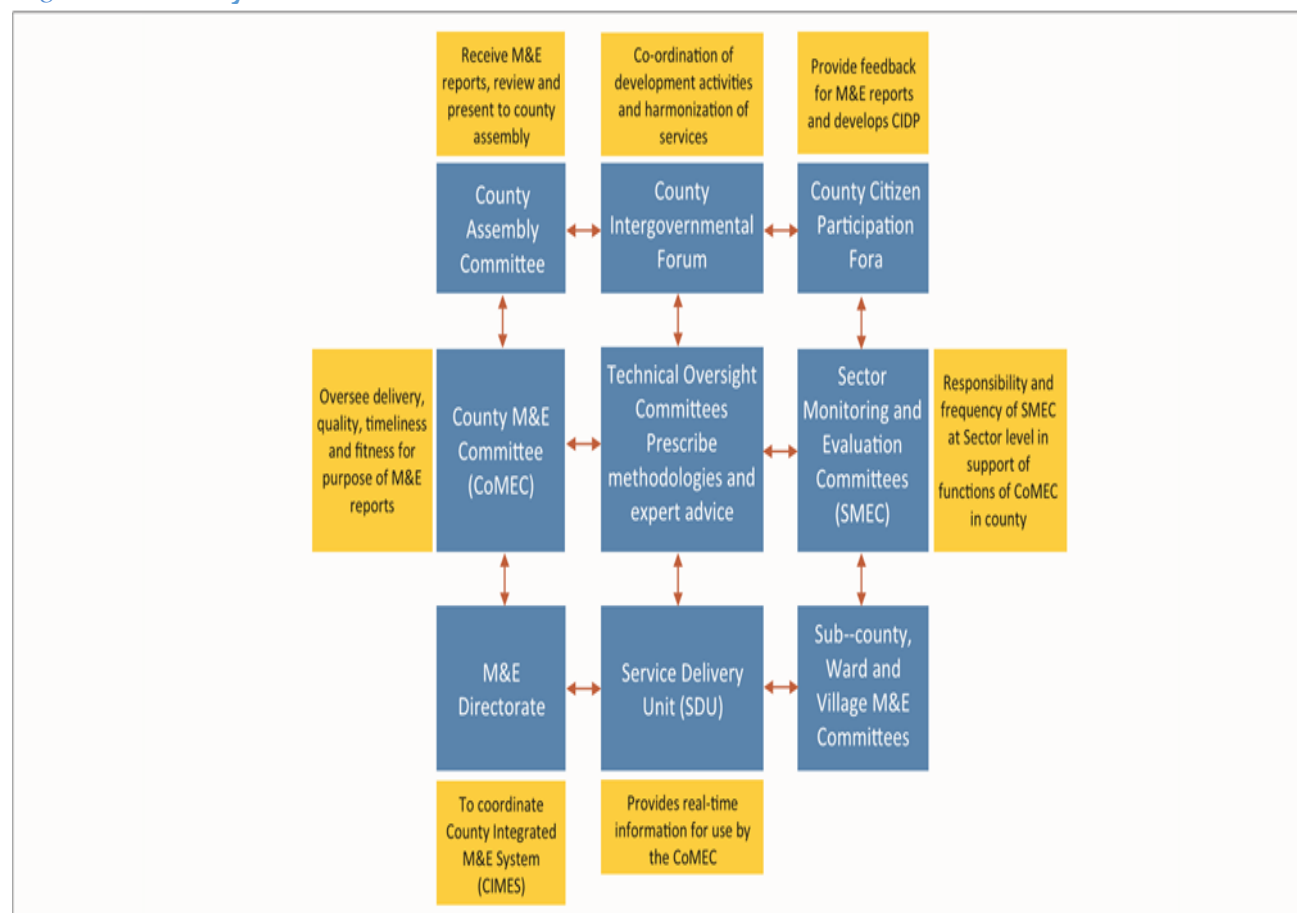 Receive M&E
reports, review and
present to county
assembly
Co-ordination of
development activities
and harmonization of
services
Provide feedback
for M&E reports
and develops CIDP
County
Assembly
Committee
County
Intergovernmental
Forum
County Citizen
Participation
Fora
Oversee delivery,
quality, timeliness
and fitness for
purpose of M&E
reports
County M&E
Committee
(CoMEC)
Technical Oversight
Committees
Prescribe
methodologies and
expert advice
Sector
Monitoring and
Evaluation
Committees
(SMEC)
Responsibility and
frequency of SMEC
at Sector level in
support of
functions of CoMEC
in county
M&E
Directorate
Service Delivery
Unit (SDU)
Sub--county,
Ward and
Village M&E
Committees
To coordinate
County Integrated
M&E System
(CIMES)
Provides real-time
information for use by
the CoMEC